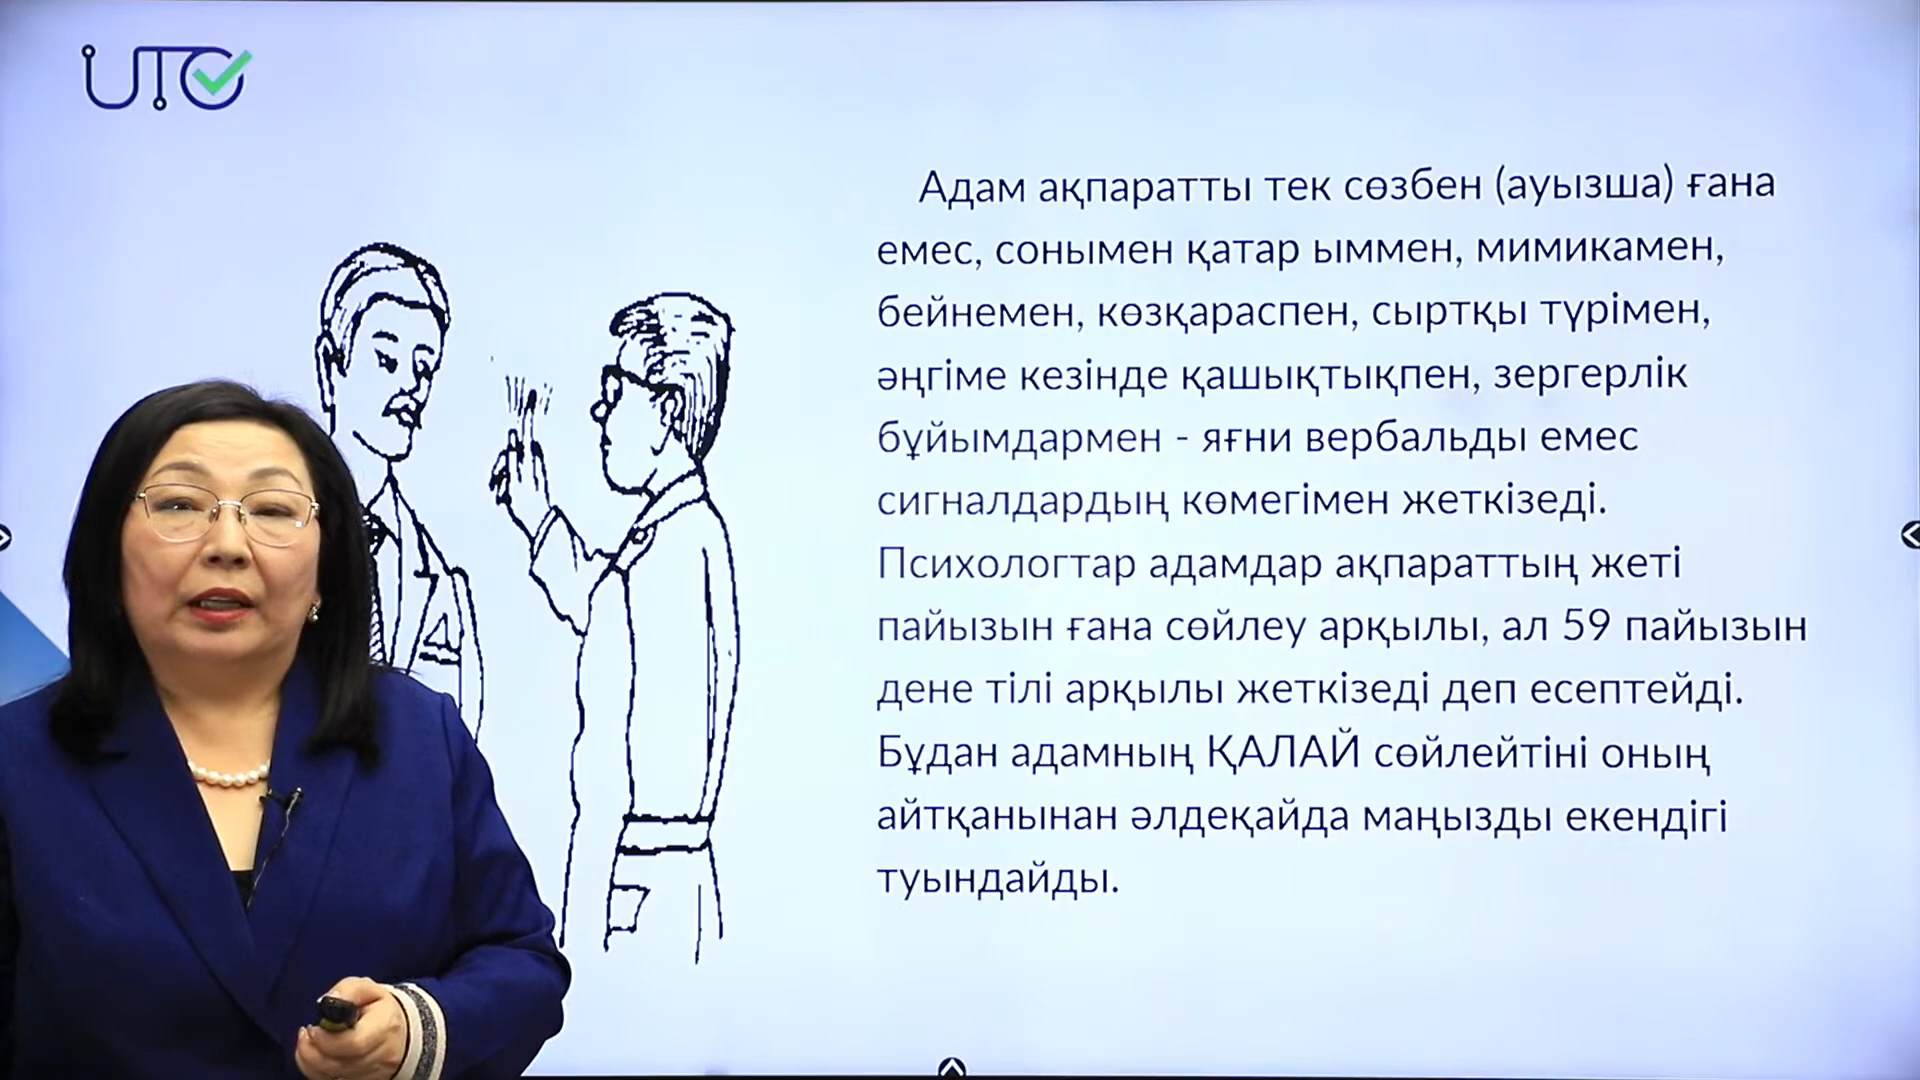 UTO
Адам ақпаратты тек сөзбен (ауызша) ғана
емес, сонымен қатар ыммен, мимикамен,
бейнемен, көзқараспен, сыртқы түрімен,
әңгіме кезінде қашықтықпен, зергерлік
бұйымдармен - яғни вербальды емес
сигналдардың көмегімен жеткізеді.
Психологтар адамдар ақпараттың жеті
пайызын ғана сөйлеу арқылы, ал 59 пайызын
дене тілі арқылы жеткізеді деп есептейді.
Бұдан адамның ҚАЛАЙ сөйлейтіні оның
айтқанынан әлдеқайда маңызды екендігі
туындайды.